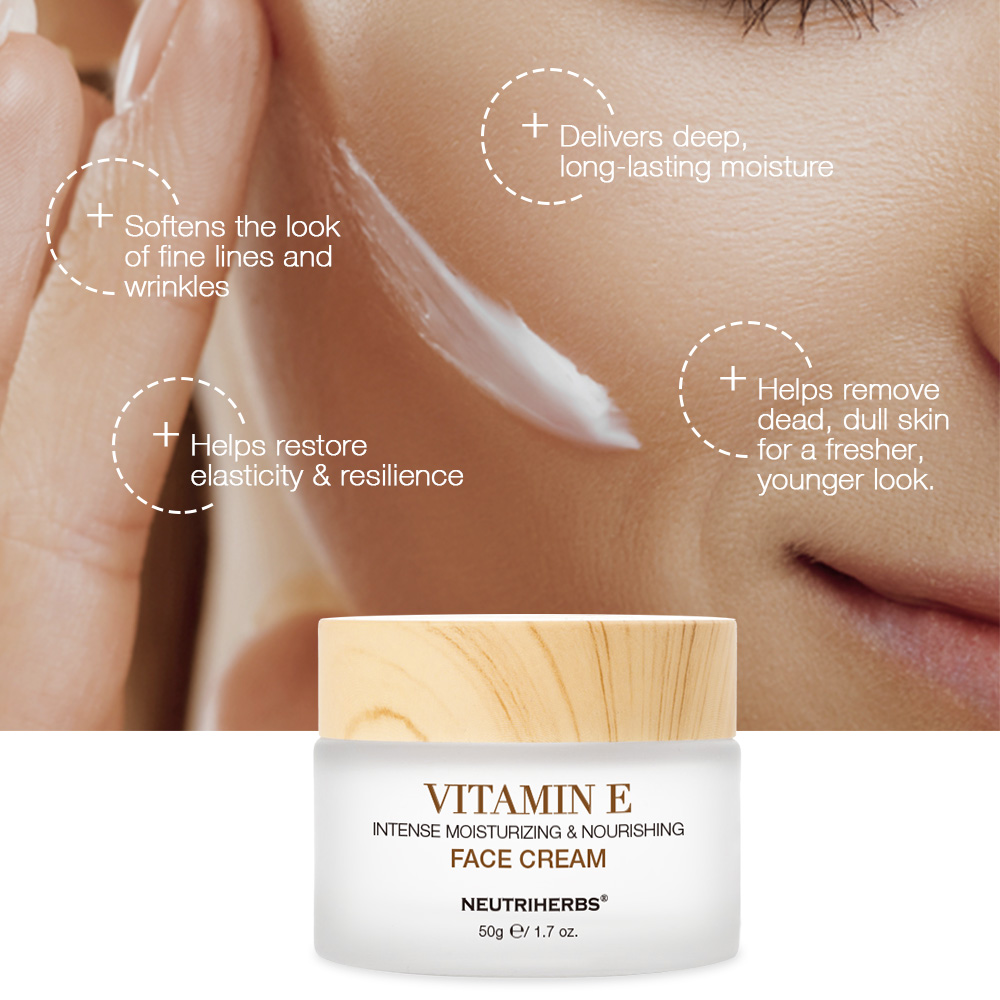 + Delivers deep,
long-lasting moisture
+ Softens the look
of fine lines and
wrinkles
+ Helps remove
dead, dull skin
for a fresher,
younger look.
+ Helps restore
elasticity & resilience
VITAMIN E
INTENSE MOISTURIZING & NOURISHING
FACE CREAM
NEUTRIHERBS®
50g ℮/ 1.7 oz.